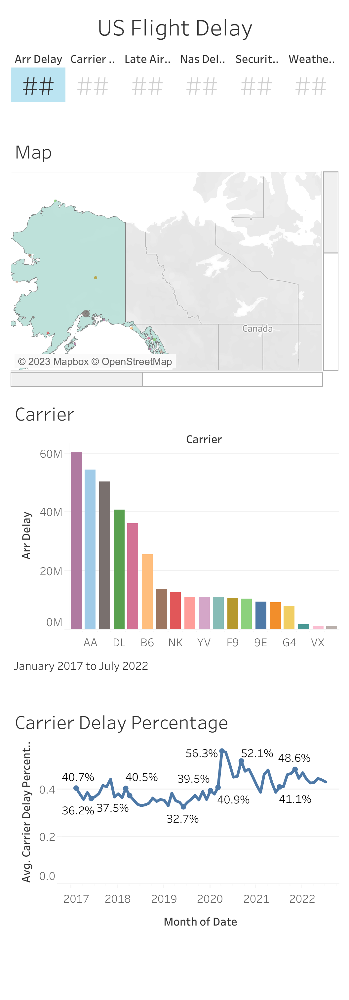 US Flight Delay
Arr Delay Carrier .. Late Air.. Nas Del.. Securit.. Weathe..
## ## ## ## ## ##
Map
Canada
© 2023 Mapbox © OpenStreetMap
Carrier
Carrier
Arr Delay
60M
40M
20M
0M
AA DL B6 NK YV F9 9E G4 VX
January 2017 to July 2022
Carrier Delay Percentage
Avg. Carrier Delay Percent..
56.3% 52.1% 48.6%
40.7% 40.5% 39.5%
0.4
40.9% 41.1%
36.2% 37.5%
32.7%
0.2
0.0
2017 2018 2019 2020 2021 2022
Month of Date